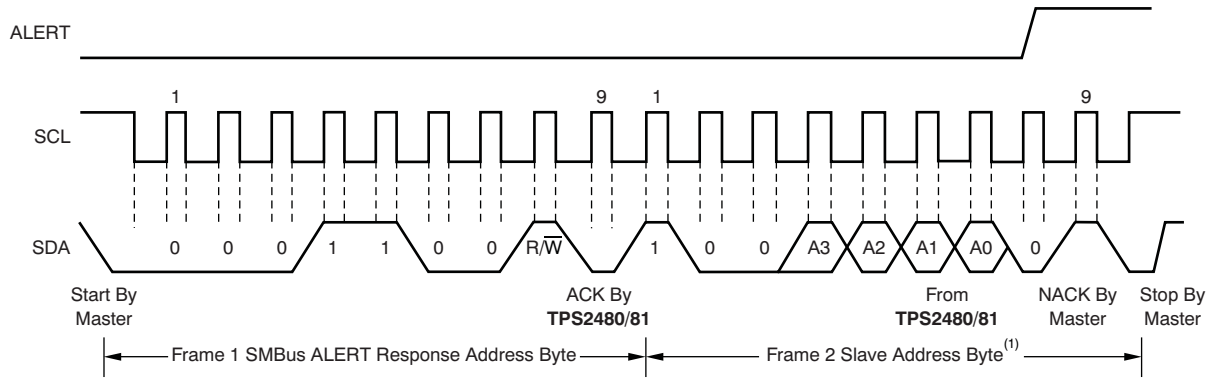 ALERT
1 9 1 9
SCL
SDA
0 0 0 1 1 0 0 R/W̅ 1 0 0 A3 A2 A1 A0 0
Start By
Master
ACK By
TPS2480/81
From
TPS2480/81
NACK By
Master
Stop By
Master
Frame 1 SMBus ALERT Response Address Byte
Frame 2 Slave Address Byte(1)